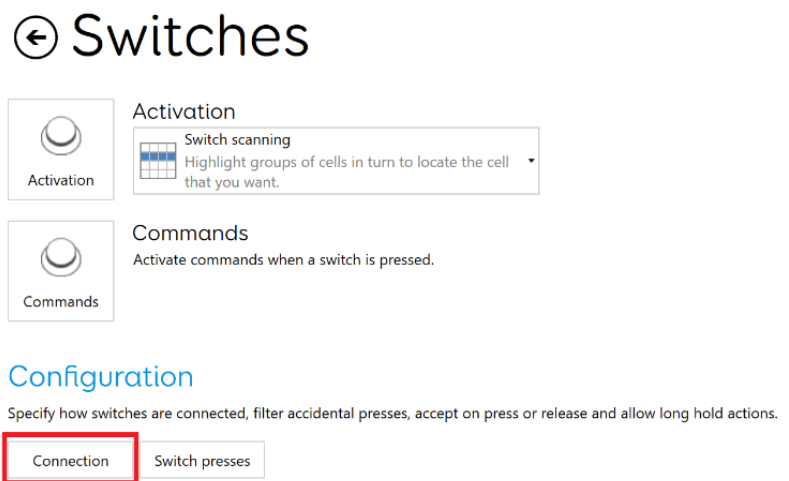 Switches
Activation
Switch scanning
Highlight groups of cells in turn to locate the cell
that you want.
Activation
Commands
Activate commands when a switch is pressed.
Commands
Configuration
Specify how switches are connected, filter accidental presses, accept on press or release and allow long hold actions.
Connection
Switch presses